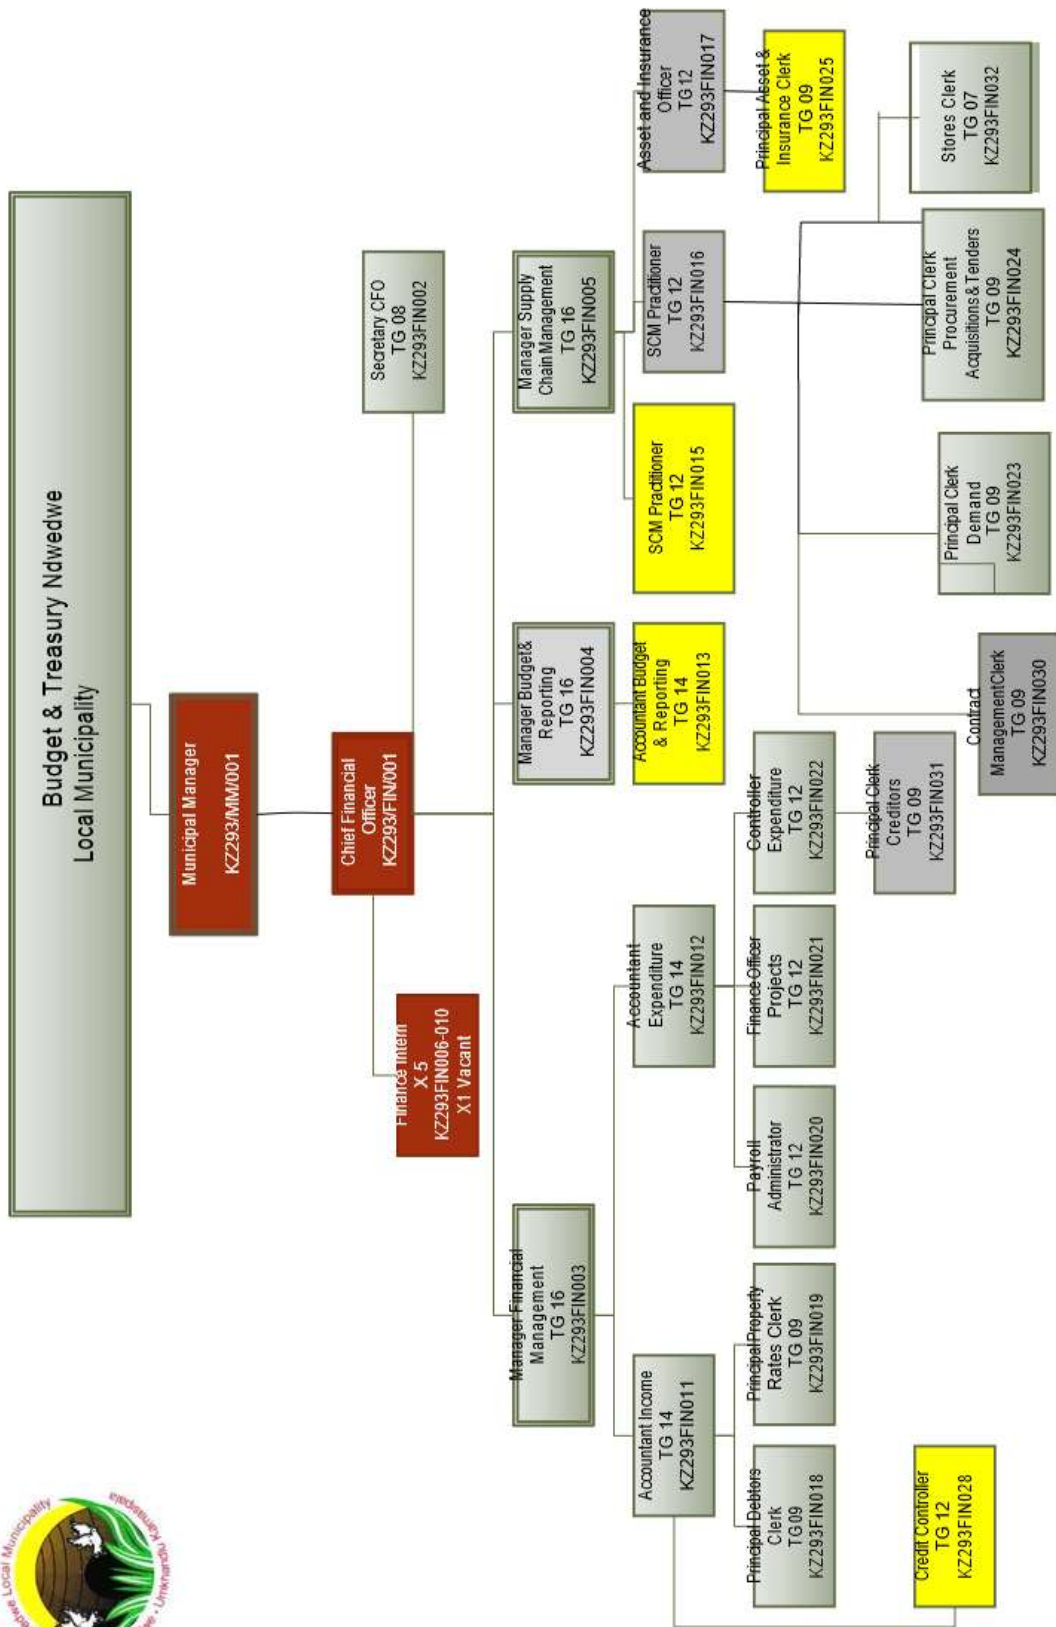 Budget & Treasury Ndwedwe
Local Municipality
Municipal Manager
KZ293/MM/001
Chief Financial
Officer
KZ293/FIN/001
Secretary CFO
TG 08
KZ293FIN002
Finance Intern
X 5
KZ293FIN006-010
X1 Vacant
Manager Financial
Management
TG 16
KZ293FIN003
Manager Budget&
Reporting
TG 16
KZ293FIN004
Manager Supply
Chain Management
TG 16
KZ293FIN005
Accountant Income
TG 14
KZ293FIN011
Accountant
Expenditure
TG 14
KZ293FIN012
Accountant Budget
& Reporting
TG 14
KZ293FIN013
SCM Practitioner
TG 12
KZ293FIN015
SCM Practitioner
TG 12
KZ293FIN016
Asset and Insurance
Officer
TG12
KZ293FIN017
Principal Debtors
Clerk
TG09
KZ293FIN018
Principal Property
Rates Clerk
TG 09
KZ293FIN019
Payroll
Administrator
TG 12
KZ293FIN020
Finance Officer
Projects
TG 12
KZ293FIN021
Controller
Expenditure
TG 12
KZ293FIN022
Principal Asset &
Insurance Clerk
TG 09
KZ293FIN025
Credit Controller
TG 12
KZ293FIN028
Principal Clerk
Creditors
TG 09
KZ293FIN031
Contract
Management Clerk
TG 09
KZ293FIN030
Principal Clerk
Demand
TG 09
KZ293FIN023
Principal Clerk
Procurement
Acquisitions & Tenders
TG 09
KZ293FIN024
Stores Clerk
TG 07
KZ293FIN032
Local Municipality
Umkhandlu Kamasipala